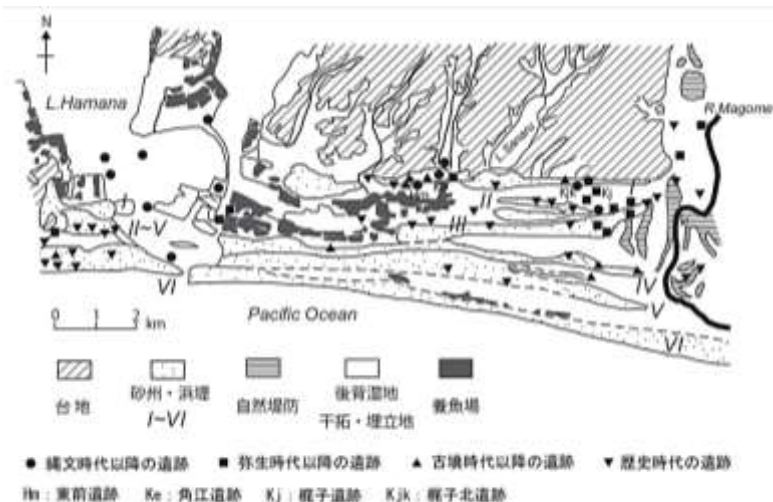 N
L.Hamana
R.Magome
L.Sanaru
Hm
Kj
I
I
II
II~V
III
IV
V
VI
VI
Pacific Ocean
0 1 2
km
台地
砂州・浜堤
I~VI
自然堤防
後背湿地
干拓・埋立地
養魚場
● 縄文時代以降の遺跡 ■ 弥生時代以降の遺跡 ▲ 古墳時代以降の遺跡 ▼ 歴史時代の遺跡
Hm：東前遺跡 Ke：角江遺跡 Kj：梶子遺跡 Kjk：梶子北遺跡